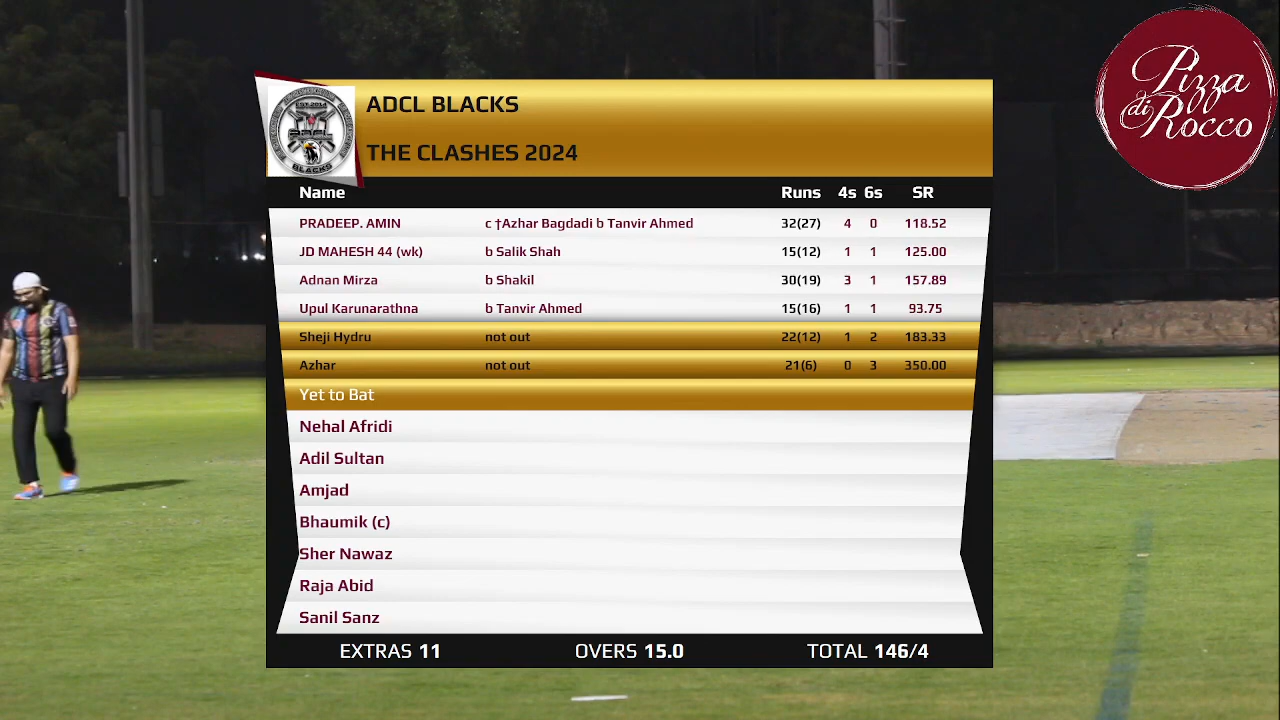 Pizza
di Rocco
EST.2014
ADCL
BLACKS
ADCL BLACKS
THE CLASHES 2024
Name Runs 4s 6s SR
PRADEEP. AMIN c †Azhar Bagdadi b Tanvir Ahmed 32(27) 4 0 118.52
JD MAHESH 44 (wk) b Salik Shah 15(12) 1 1 125.00
Adnan Mirza b Shakil 30(19) 3 1 157.89
Upul Karunarathna b Tanvir Ahmed 15(16) 1 1 93.75
Sheji Hydru not out 22(12) 1 2 183.33
Azhar not out 21(6) 0 3 350.00
Yet to Bat
Nehal Afridi
Adil Sultan
Amjad
Bhaumik (c)
Sher Nawaz
Raja Abid
Sanil Sanz
EXTRAS 11 OVERS 15.0 TOTAL 146/4